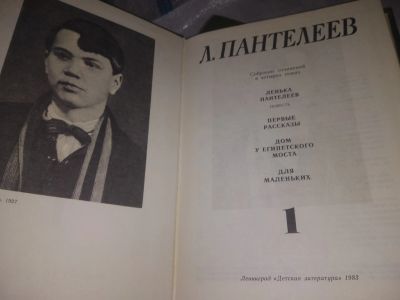 Л. ПАНТЕЛЕЕВ
Собрание сочинений
в четырех томах
ЛЕНЬКА
ПАНТЕЛЕЕВ
ПОВЕСТЬ
ПЕРВЫЕ
РАССКАЗЫ
ДОМ
У ЕГИПЕТСКОГО
МОСТА
ДЛЯ
МАЛЕНЬКИХ
1
Ленинград «Детская литература» 1983
1927